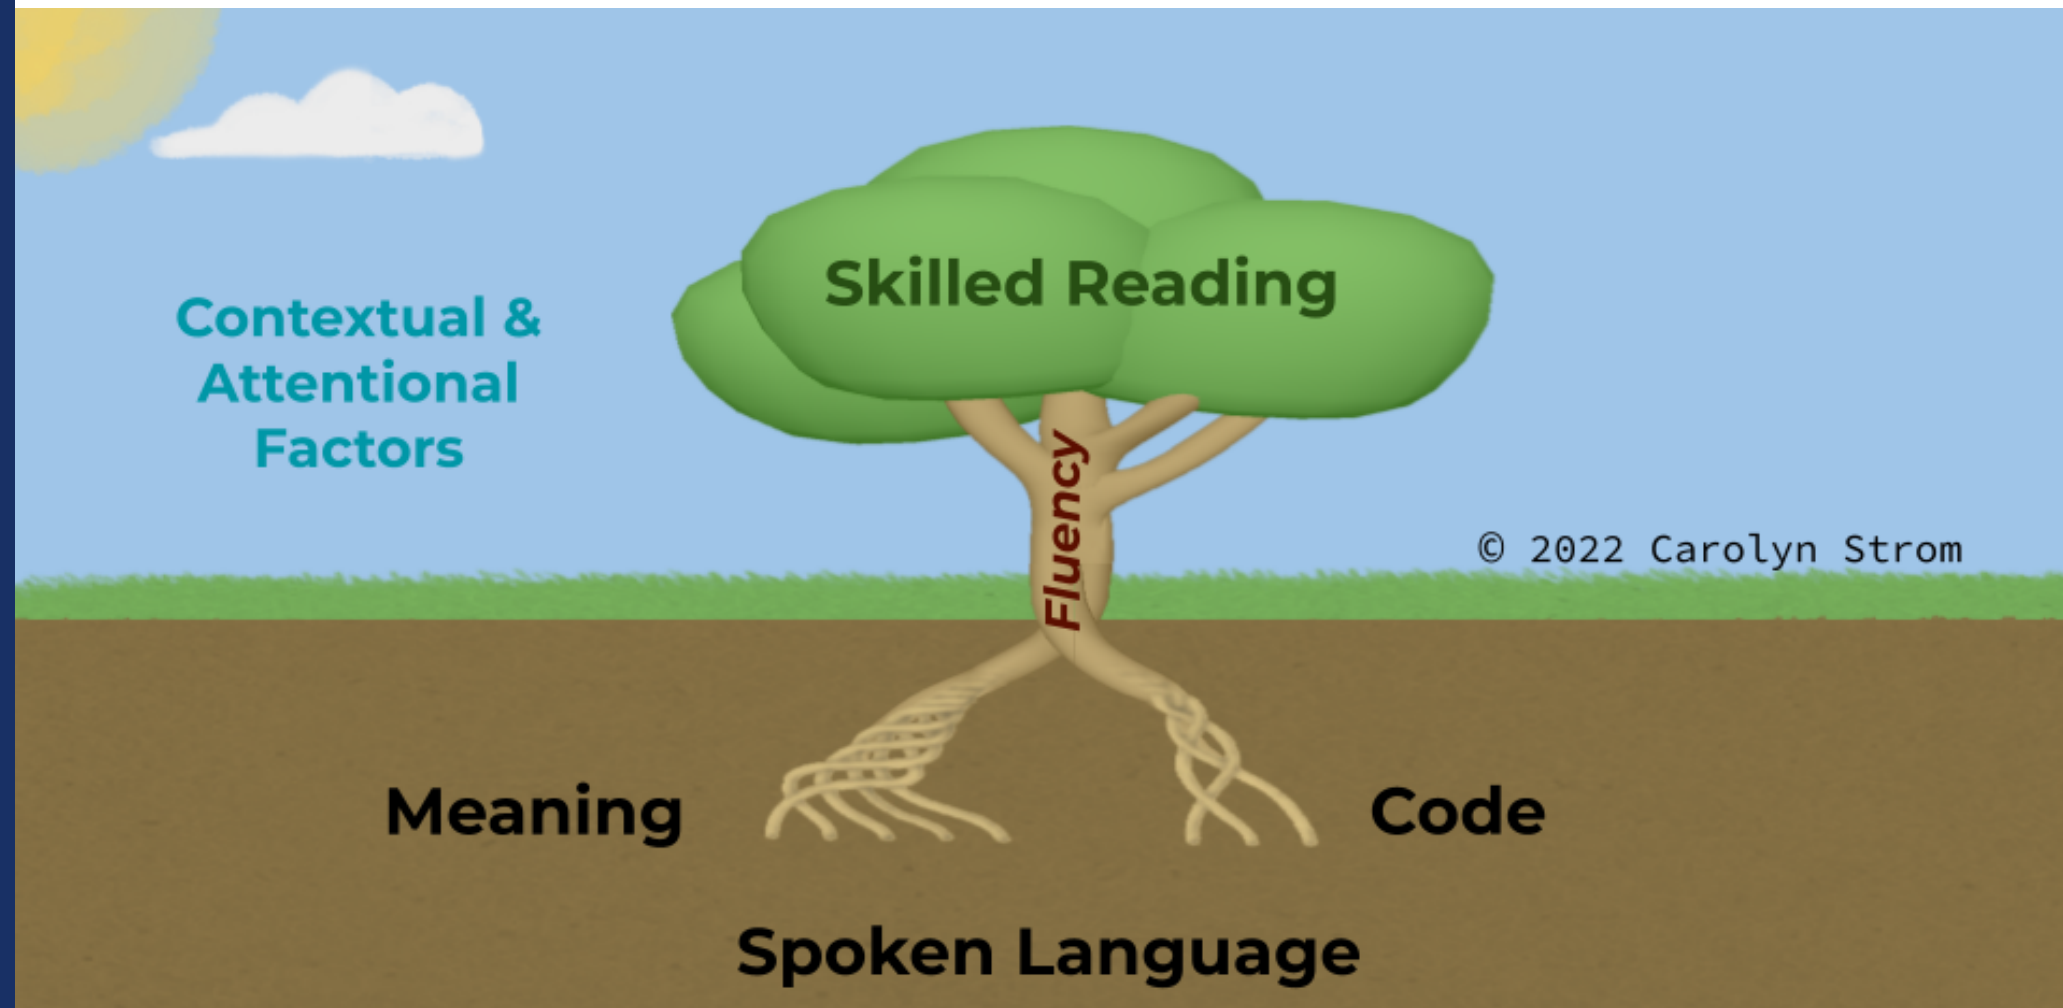 Skilled Reading
Contextual &
Attentional
Factors
Fluency
© 2022 Carolyn Strom
Meaning
Code
Spoken Language